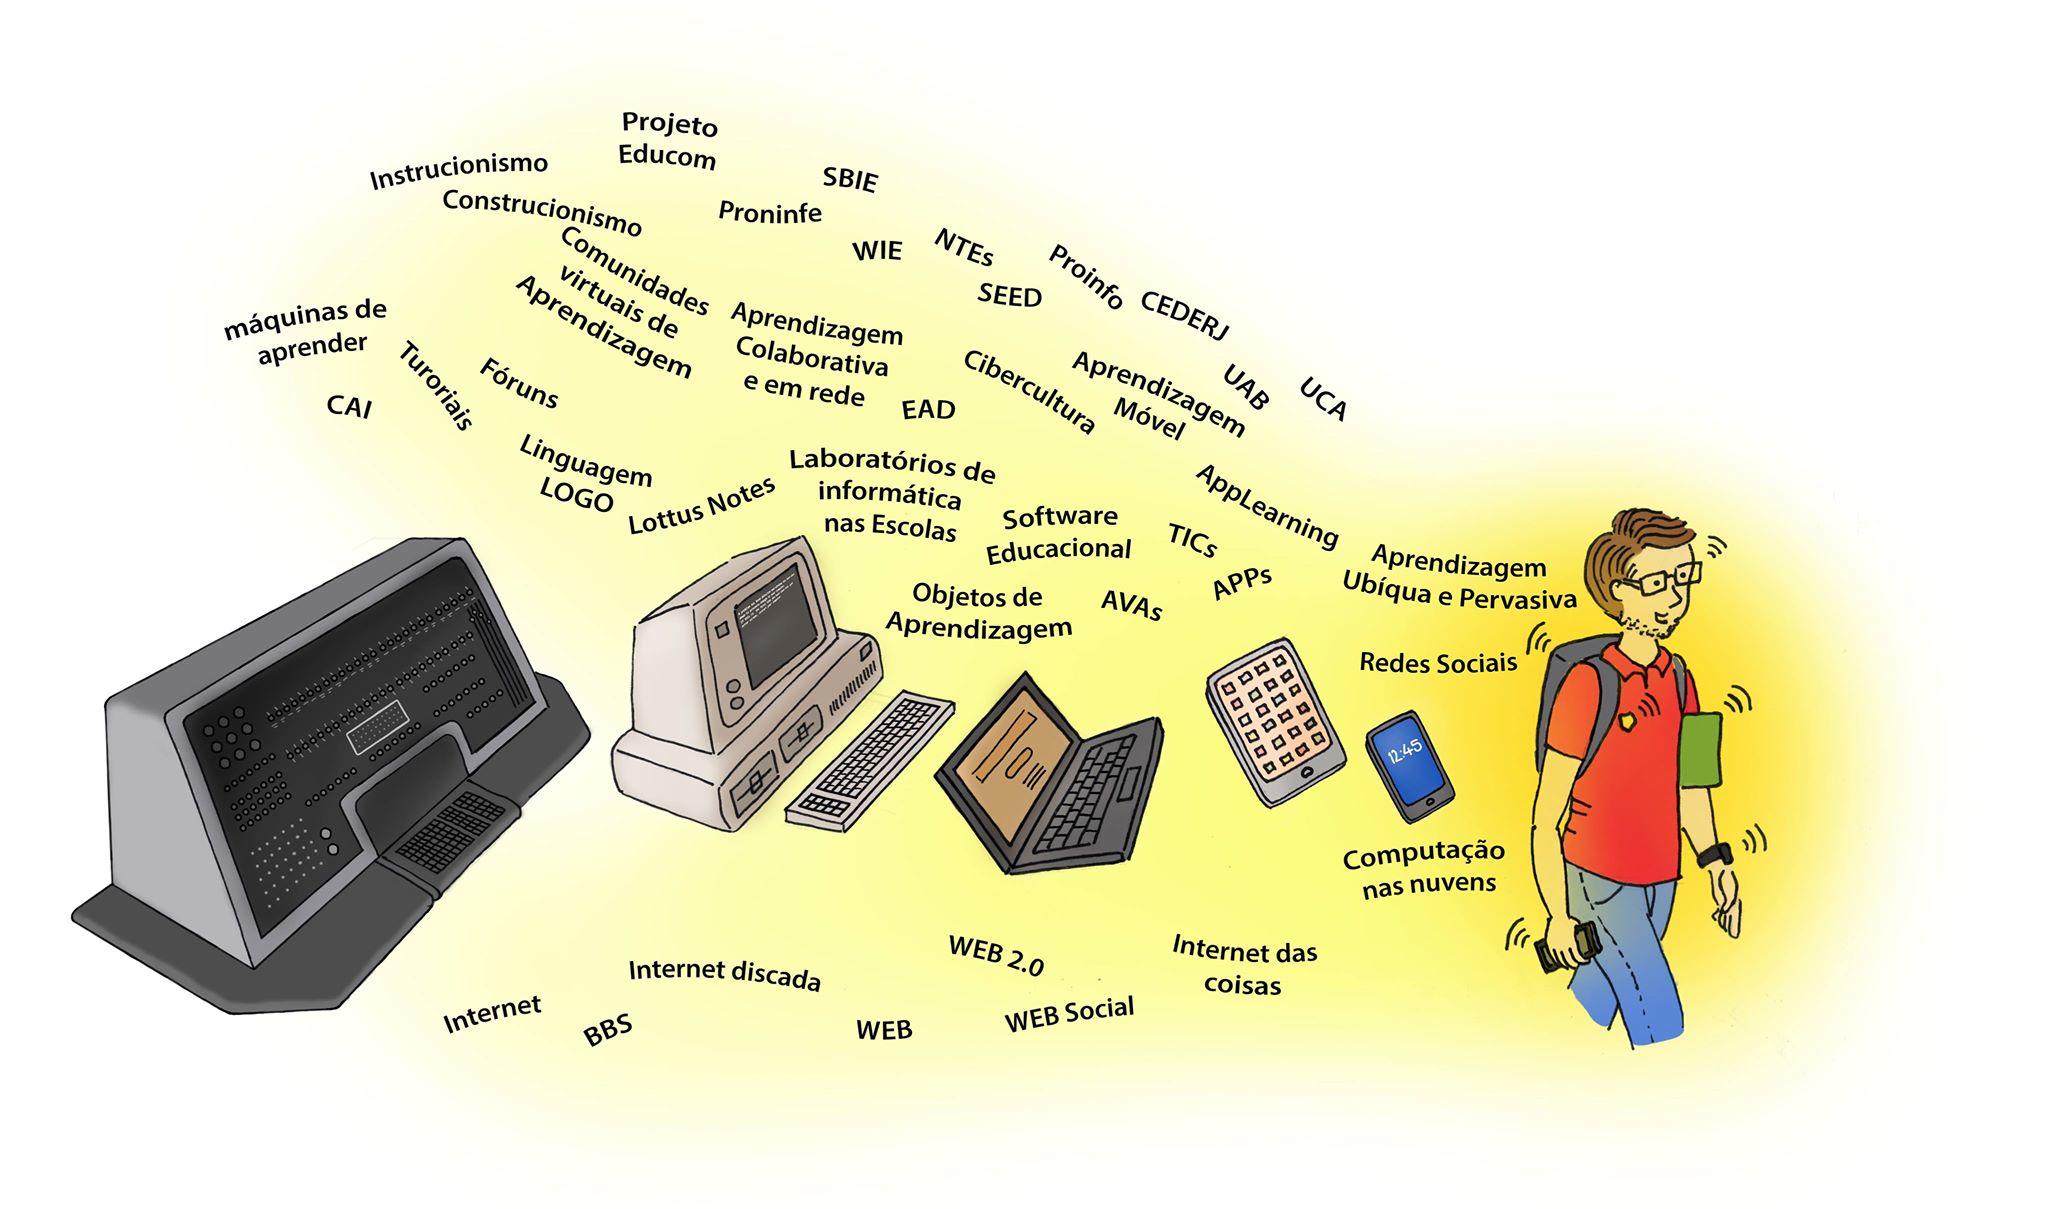 Projeto
Educom
Instrucionismo
SBIE
Construcionismo
Proninfe
WIE
NTEs
Proinfo
SEED
CEDERJ
Comunidades
virtuais de
Aprendizagem
máquinas de
aprender
Aprendizagem
Colaborativa
e em rede
Cibercultura
Aprendizagem
Móvel
UAB
UCA
Turoriais
Fóruns
CAI
EAD
Linguagem
LOGO
Lottus Notes
Laboratórios de
informática
nas Escolas
AppLearning
Software
Educacional
TICs
Aprendizagem
Ubíqua e Pervasiva
APPs
Objetos de
Aprendizagem
AVAs
Redes Sociais
12:45
Computação
nas nuvens
WEB 2.0
Internet das
coisas
Internet discada
Internet
BBS
WEB
WEB Social